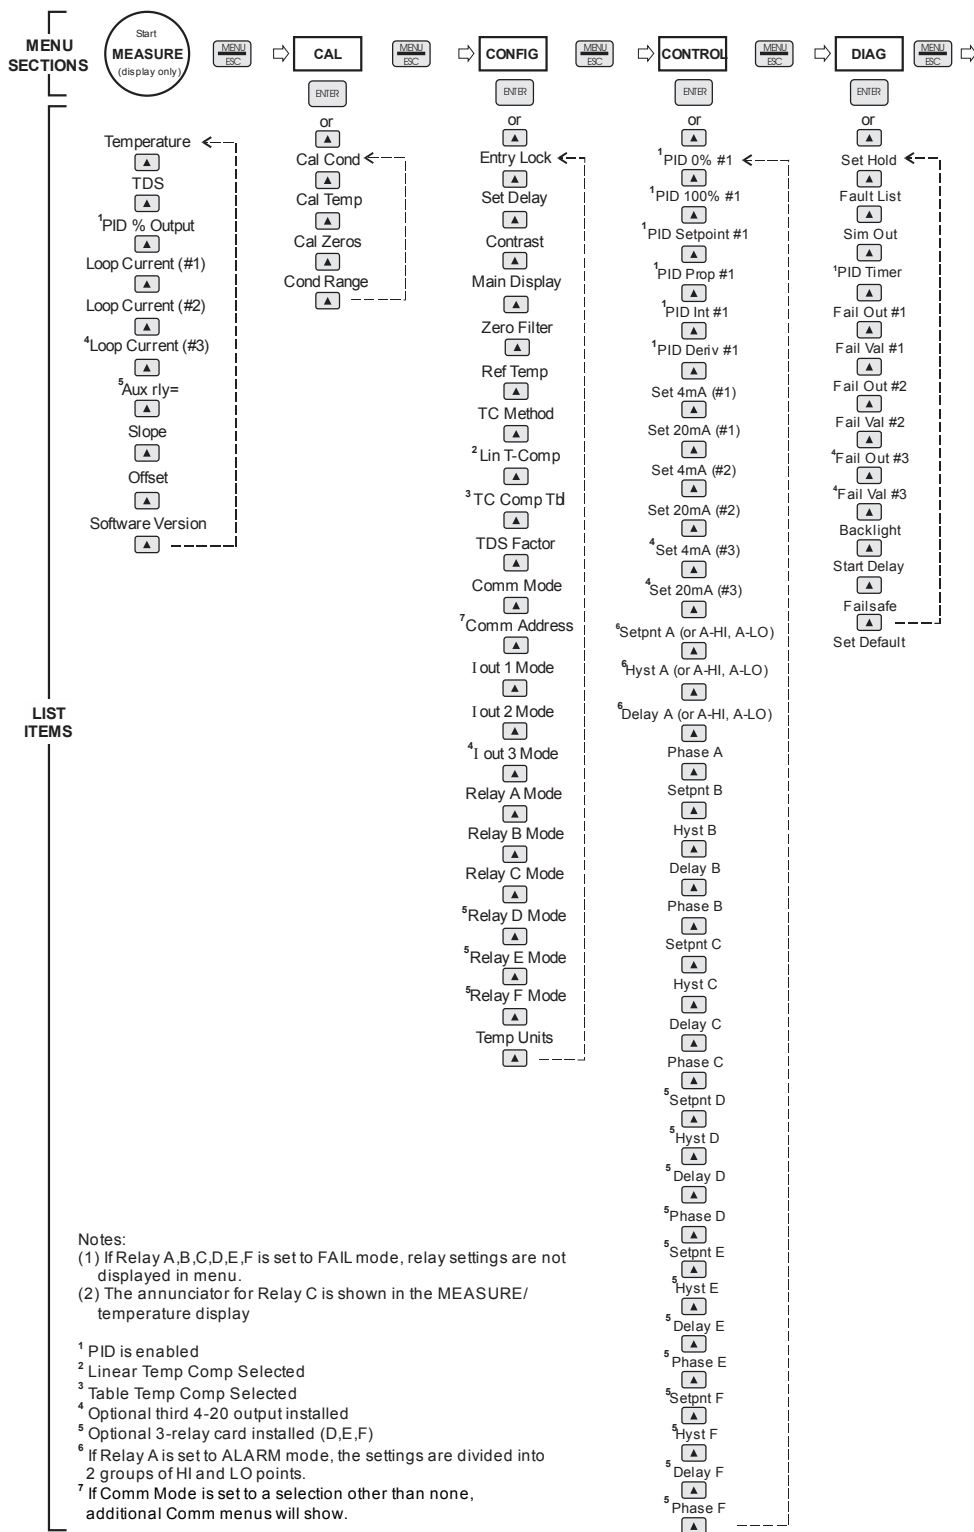 MENU
SECTIONS
Start
MEASURE
(display only)
MENU
ESC
CAL
MENU
ESC
CONFIG
MENU
ESC
CONTROL
MENU
ESC
DIAG
MENU
ESC
LIST
ITEMS
Temperature
TDS
¹PID % Output
Loop Current (#1)
Loop Current (#2)
⁴Loop Current (#3)
⁵Aux rly=
Slope
Offset
Software Version
ENTER
or
Cal Cond
Cal Temp
Cal Zeros
Cond Range
ENTER
or
Entry Lock
Set Delay
Contrast
Main Display
Zero Filter
Ref Temp
TC Method
²Lin T-Comp
³TC Comp Tbl
TDS Factor
Comm Mode
⁷Comm Address
I out 1 Mode
I out 2 Mode
⁴I out 3 Mode
Relay A Mode
Relay B Mode
Relay C Mode
⁵Relay D Mode
⁵Relay E Mode
⁵Relay F Mode
Temp Units
ENTER
or
¹PID 0% #1
¹PID 100% #1
¹PID Setpoint #1
¹PID Prop #1
¹PID Int #1
¹PID Deriv #1
Set 4mA (#1)
Set 20mA (#1)
Set 4mA (#2)
Set 20mA (#2)
⁴Set 4mA (#3)
⁴Set 20mA (#3)
⁶Setpnt A (or A-HI, A-LO)
⁶Hyst A (or A-HI, A-LO)
⁶Delay A (or A-HI, A-LO)
Phase A
Setpnt B
Hyst B
Delay B
Phase B
Setpnt C
Hyst C
Delay C
Phase C
⁵Setpnt D
⁵Hyst D
⁵Delay D
⁵Phase D
⁵Setpnt E
⁵Hyst E
⁵Delay E
⁵Phase E
⁵Setpnt F
⁵Hyst F
⁵Delay F
⁵Phase F
ENTER
or
Set Hold
Fault List
Sim Out
¹PID Timer
Fail Out #1
Fail Val #1
Fail Out #2
Fail Val #2
⁴Fail Out #3
⁴Fail Val #3
Backlight
Start Delay
Failsafe
Set Default
Notes:
(1) If Relay A,B,C,D,E,F is set to FAIL mode, relay settings are not
displayed in menu.
(2) The annunciator for Relay C is shown in the MEASURE/
temperature display
¹ PID is enabled
² Linear Temp Comp Selected
³ Table Temp Comp Selected
⁴ Optional third 4-20 output installed
⁵ Optional 3-relay card installed (D,E,F)
⁶ If Relay A is set to ALARM mode, the settings are divided into
2 groups of HI and LO points.
⁷ If Comm Mode is set to a selection other than none,
additional Comm menus will show.